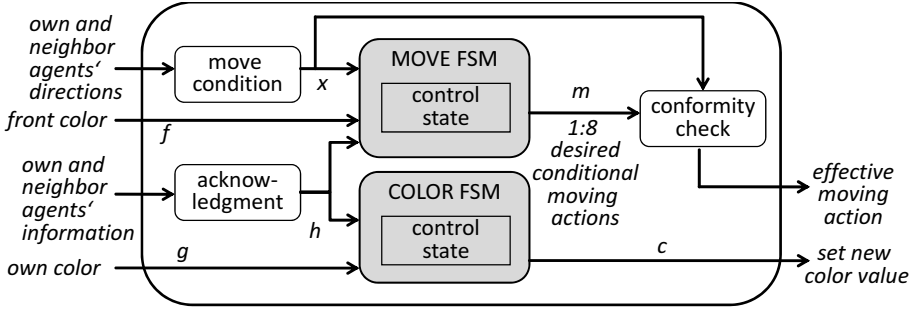 own and
neighbor
agents‘
directions
move
condition
x
MOVE FSM
control
state
m
1:8
desired
conditional
moving
actions
conformity
check
front color
f
own and
neighbor
agents‘
information
acknow-
ledgment
h
COLOR FSM
control
state
effective
moving
action
own color
g
c
set new
color value